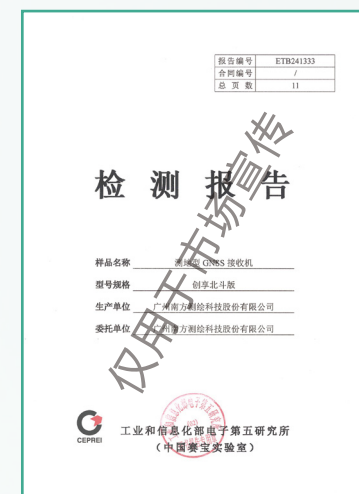 报告编号 ETB241333
合同编号 /
总页数 11
检测报告
样品名称 测地型 GNSS 接收机
型号规格 创享北斗版
生产单位 广州南方测绘科技股份有限公司
委托单位 广州南方测绘科技股份有限公司
仅用于市场宣传
CEPREI
工业和信息化部电子第五研究所
(中国赛宝实验室)